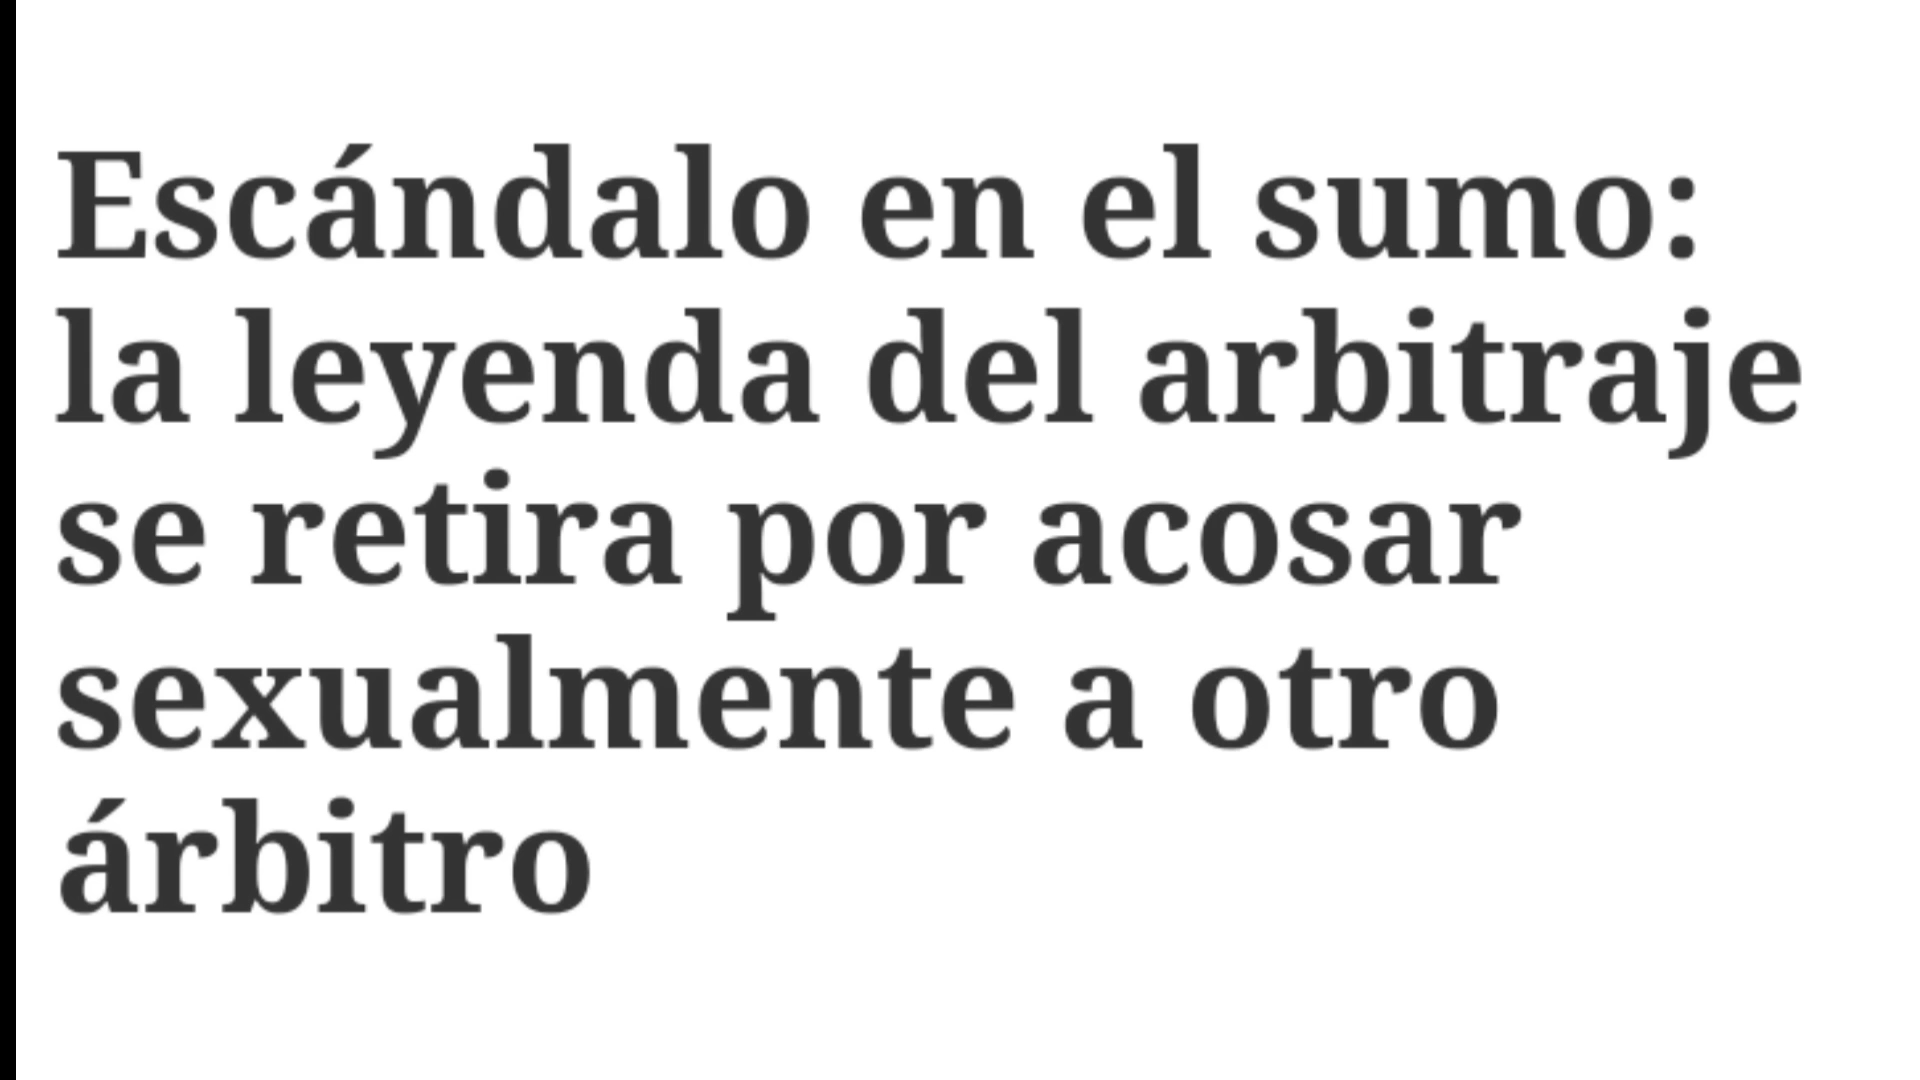 Escándalo en el sumo:
la leyenda del arbitraje
se retira por acosar
sexualmente a otro
árbitro